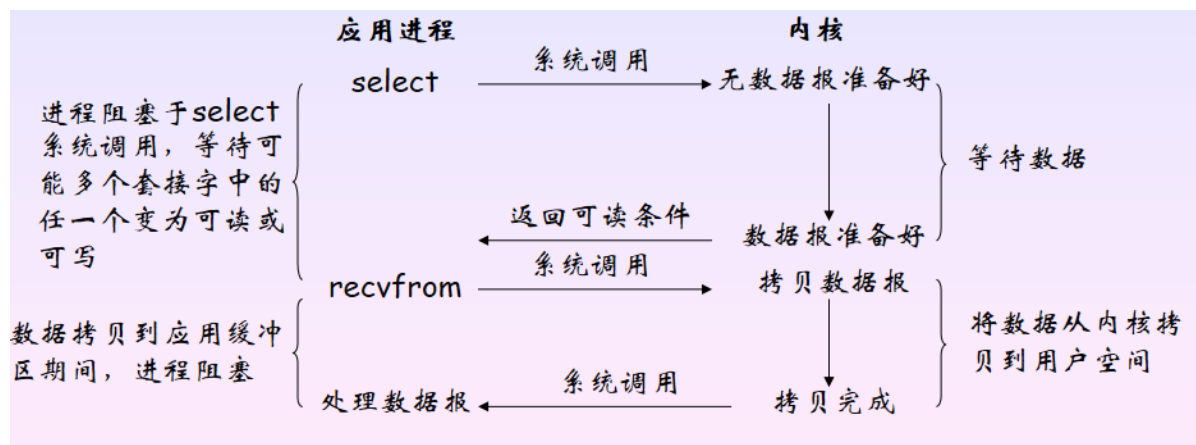 应用进程
内核
系统调用
select
无数据报准备好
进程阻塞于select
系统调用，等待可
能多个套接字中的
任一个变为可读或
可写
等待数据
返回可读条件
数据报准备好
系统调用
recvfrom
拷贝数据报
数据拷贝到应用缓冲
区期间，进程阻塞
将数据从内核拷
贝到用户空间
系统调用
处理数据报
拷贝完成